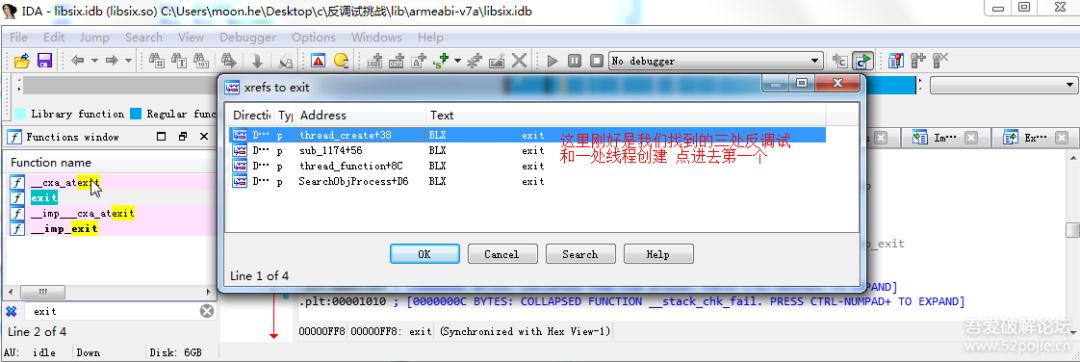 IDA - libsix.idb (libsix.so) C:\Users\moon.he\Desktop\c\反调试挑战\lib\armeabi-v7a\libsix.idb
File Edit Jump Search View Debugger Options Windows Help
No debugger
Library function Regular func
xrefs to exit
Directic Ty Address Text
D··· p thread_create+38 BLX exit
D··· p sub_1174+56 BLX exit
D··· p thread_function+8C BLX exit
D··· p SearchObjProcess+D6 BLX exit
这里刚好是我们找到的三处反调试
和一处线程创建 点进去第一个
OK Cancel Search Help
Line 1 of 4
Functions window
Function name
__cxa_atexit
exit
__imp___cxa_atexit
__imp_exit
exit
Line 2 of 4
AU: idle Down Disk: 6GB
Im··· Ex···
p_exit
.plt:00001010 ; [0000000C BYTES: COLLAPSED FUNCTION __stack_chk_fail. PRESS CTRL-NUMPAD+ TO EXPAND]
00000FF8 00000FF8: exit (Synchronized with Hex View-1)
吾爱破解论坛
www.52pojie.cn